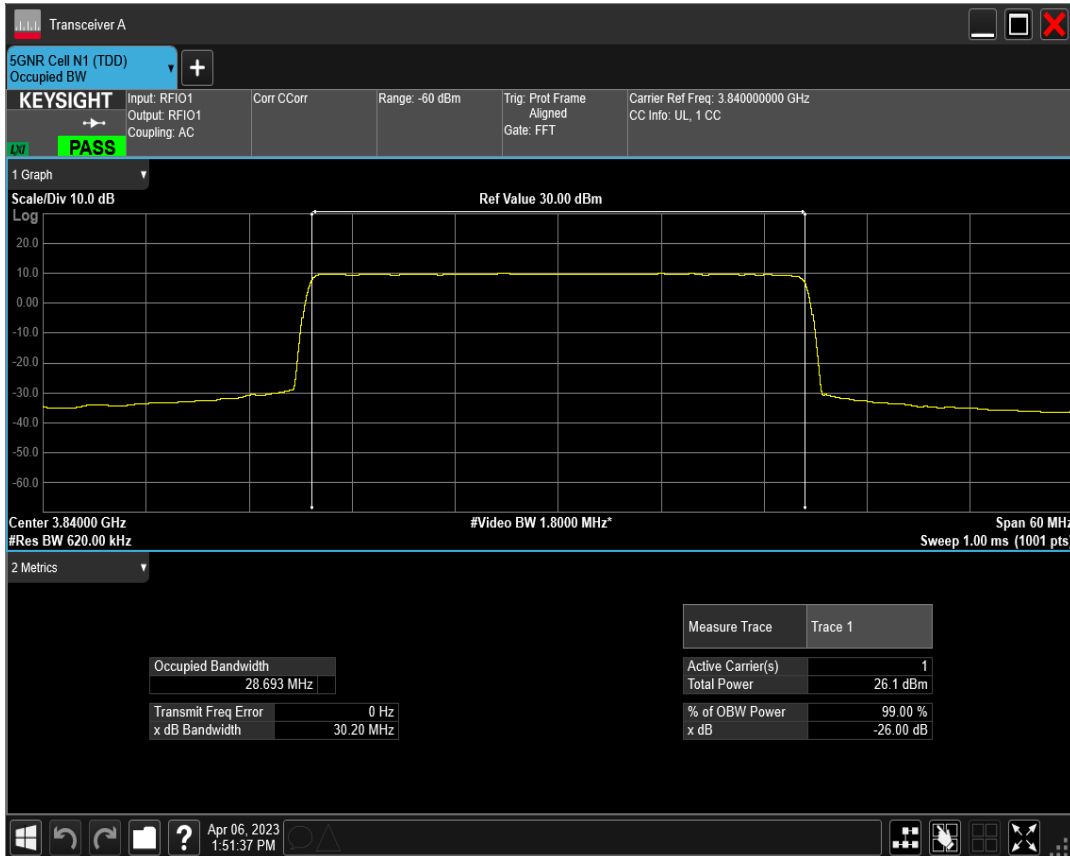 Transceiver A
5GNR Cell N1 (TDD)
Occupied BW
+
KEYSIGHT
LXI
PASS
Input: RFIO1
Output: RFIO1
Coupling: AC
Corr CCorr
Range: -60 dBm
Trig: Prot Frame
Aligned
Gate: FFT
Carrier Ref Freq: 3.840000000 GHz
CC Info: UL, 1 CC
1 Graph
Scale/Div 10.0 dB
Ref Value 30.00 dBm
Log
20.0
10.0
0.00
-10.0
-20.0
-30.0
-40.0
-50.0
-60.0
Center 3.84000 GHz
#Video BW 1.8000 MHz*
Span 60 MHz
#Res BW 620.00 kHz
Sweep 1.00 ms (1001 pts)
2 Metrics
Measure Trace Trace 1
Occupied Bandwidth
28.693 MHz
Active Carrier(s) 1
Total Power 26.1 dBm
Transmit Freq Error 0 Hz
x dB Bandwidth 30.20 MHz
% of OBW Power 99.00 %
x dB -26.00 dB
?
Apr 06, 2023
1:51:37 PM